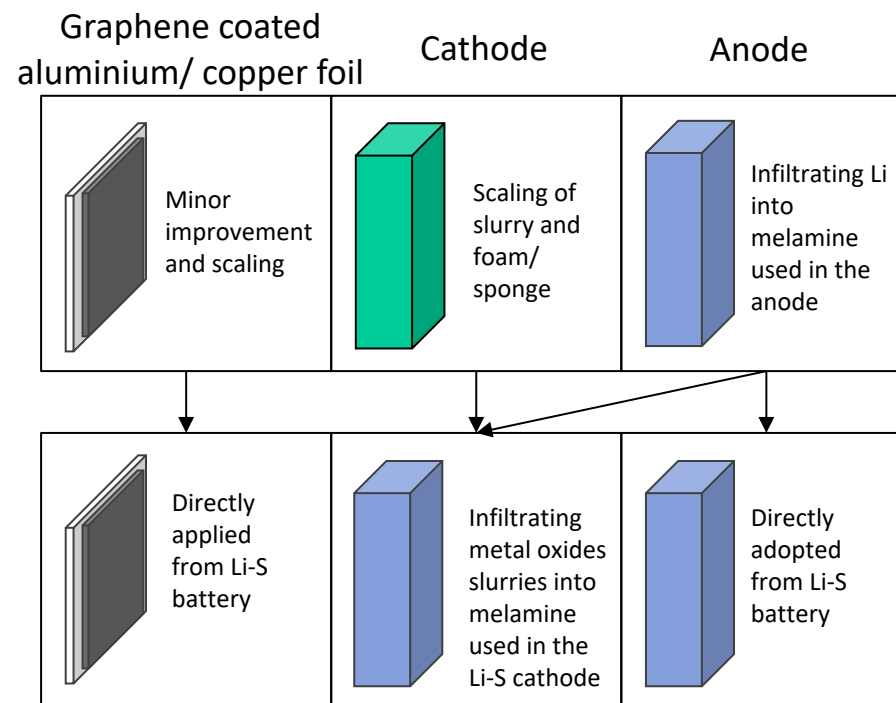 Graphene coated
aluminium/ copper foil
Cathode
Anode
Minor
improvement
and scaling
Scaling of
slurry and
foam/
sponge
Infiltrating Li
into
melamine
used in the
anode
Directly
applied
from Li-S
battery
Infiltrating
metal oxides
slurries into
melamine
used in the
Li-S cathode
Directly
adopted
from Li-S
battery